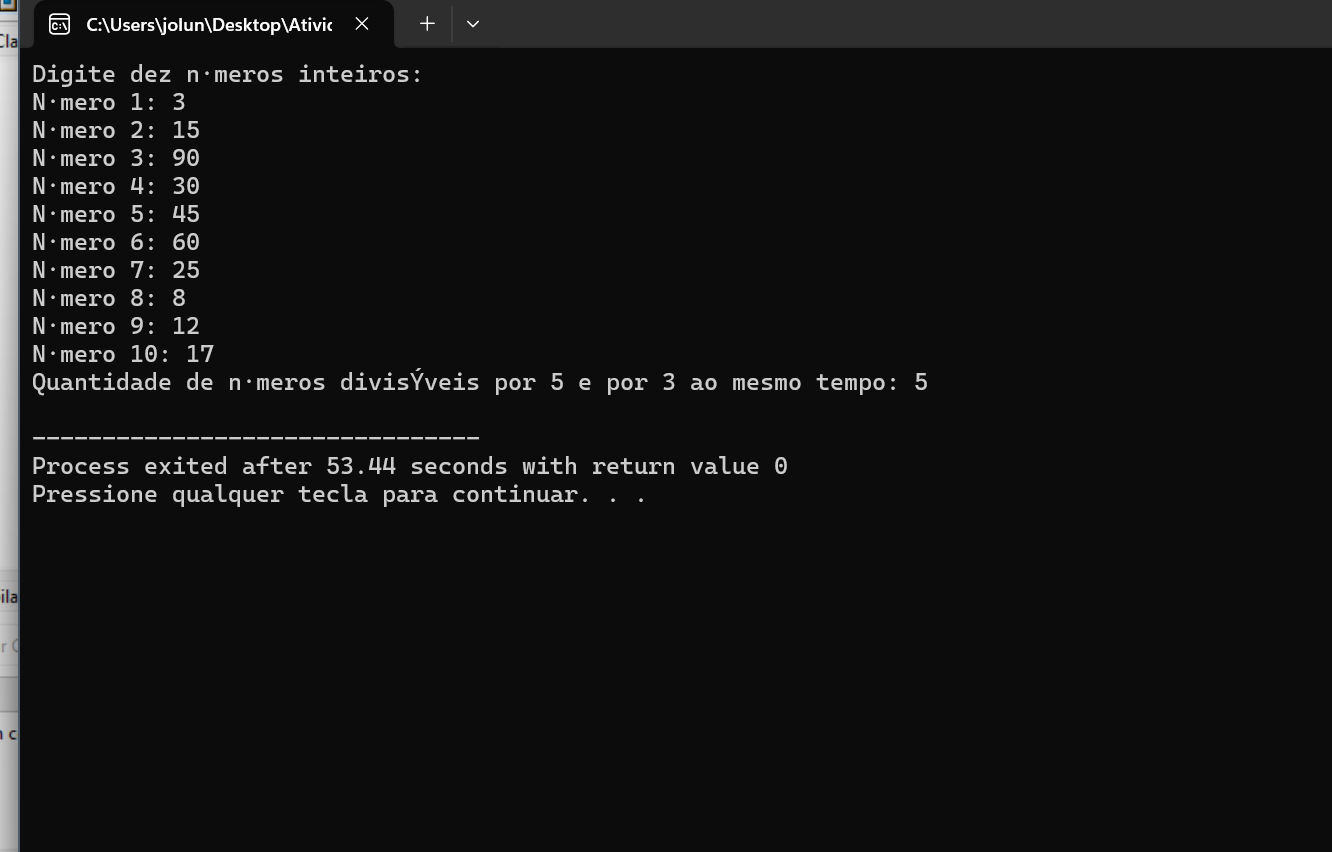 C:\Users\jolun\Desktop\Ativi
Cla
Digite dez n·meros inteiros:
N·mero 1: 3
N·mero 2: 15
N·mero 3: 90
N·mero 4: 30
N·mero 5: 45
N·mero 6: 60
N·mero 7: 25
N·mero 8: 8
N·mero 9: 12
N·mero 10: 17
Quantidade de n·meros divisÝveis por 5 e por 3 ao mesmo tempo: 5
--------------------------------
Process exited after 53.44 seconds with return value 0
Pressione qualquer tecla para continuar. . .
ila